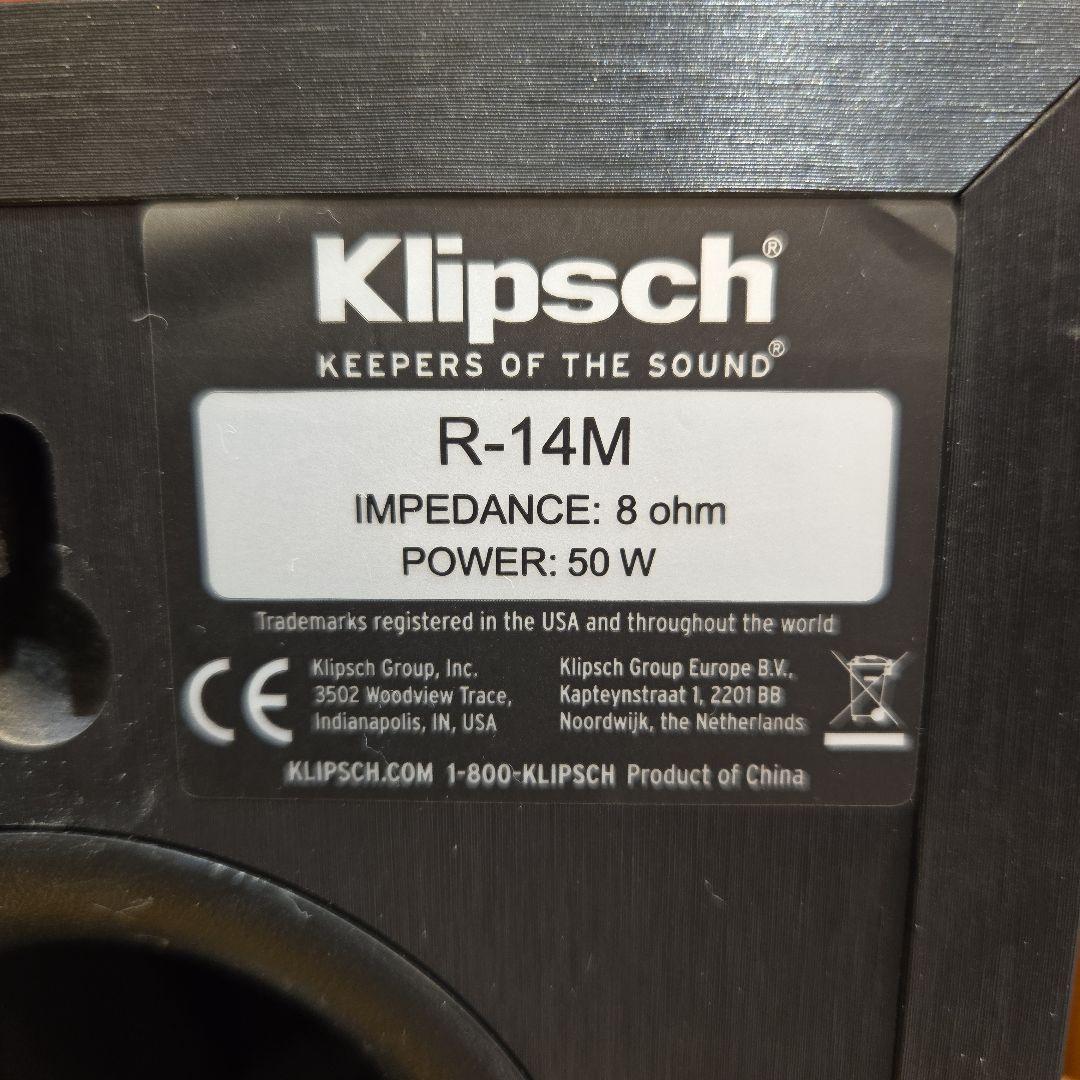 Klipsch®
KEEPERS OF THE SOUND®
R-14M
IMPEDANCE: 8 ohm
POWER: 50 W
Trademarks registered in the USA and throughout the world
CE
Klipsch Group, Inc.
3502 Woodview Trace,
Indianapolis, IN, USA
Klipsch Group Europe B.V.,
Kapteynstraat 1, 2201 BB
Noordwijk, the Netherlands
KLIPSCH.COM 1-800-KLIPSCH Product of China